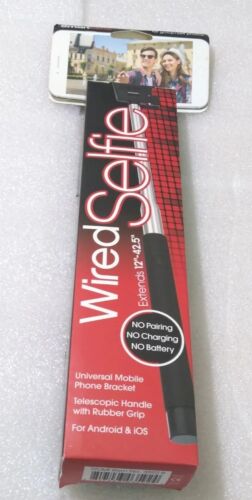 Wired Selfie
Extends 12"-42.5"
NO Pairing
NO Charging
NO Battery
Universal Mobile
Phone Bracket
Telescopic Handle
with Rubber Grip
For Android & iOS